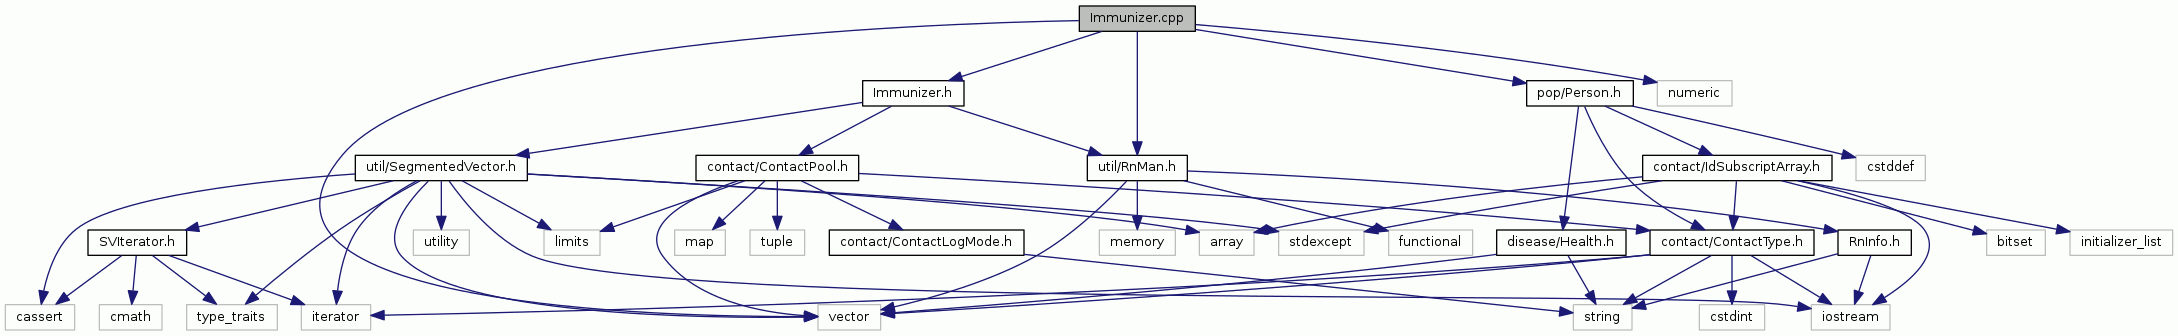 Immunizer.cpp
Immunizer.h
pop/Person.h
numeric
util/SegmentedVector.h
contact/ContactPool.h
util/RnMan.h
contact/IdSubscriptArray.h
cstddef
SVIterator.h
utility
limits
map
tuple
contact/ContactLogMode.h
memory
array
stdexcept
functional
disease/Health.h
contact/ContactType.h
RnInfo.h
bitset
initializer_list
cassert
cmath
type_traits
iterator
vector
string
cstdint
iostream